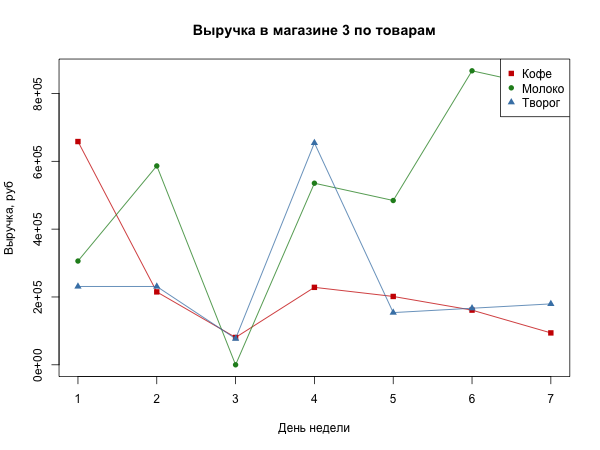 Выручка в магазине 3 по товарам
Кофе
Молоко
Творог
Выручка, руб
8e+05
6e+05
4e+05
2e+05
0e+00
1 2 3 4 5 6 7
День недели